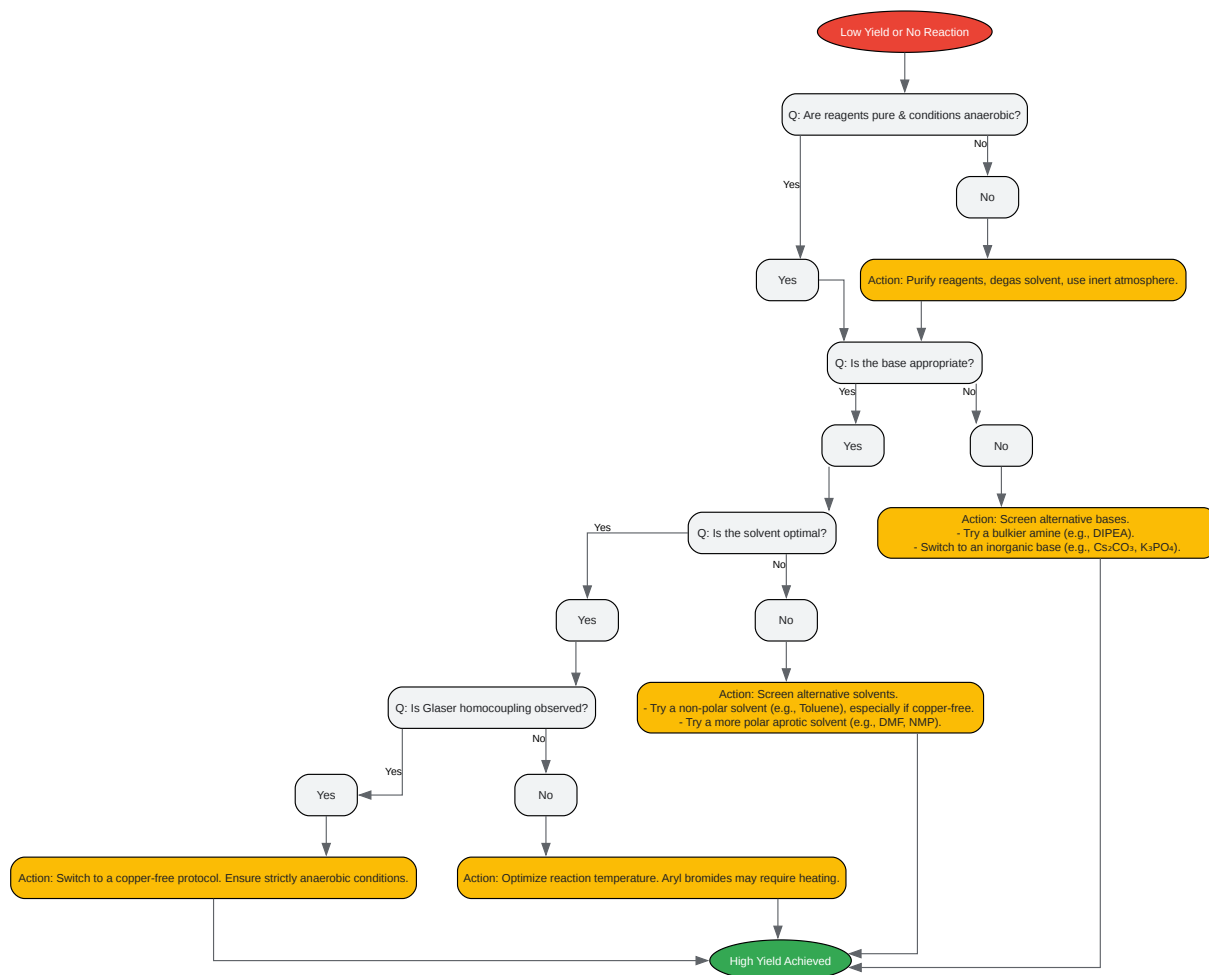 Low Yield or No Reaction
Q: Are reagents pure & conditions anaerobic?
No
Yes
No
Yes
Action: Purify reagents, degas solvent, use inert atmosphere.
Q: Is the base appropriate?
Yes
No
Yes
No
Action: Screen alternative bases.
- Try a bulkier amine (e.g., DIPEA).
- Switch to an inorganic base (e.g., Cs₂CO₃, K₃PO₄).
Yes
Q: Is the solvent optimal?
No
Yes
No
Action: Screen alternative solvents.
- Try a non-polar solvent (e.g., Toluene), especially if copper-free.
- Try a more polar aprotic solvent (e.g., DMF, NMP).
Q: Is Glaser homocoupling observed?
No
Yes
Yes
No
Action: Switch to a copper-free protocol. Ensure strictly anaerobic conditions.
Action: Optimize reaction temperature. Aryl bromides may require heating.
High Yield Achieved